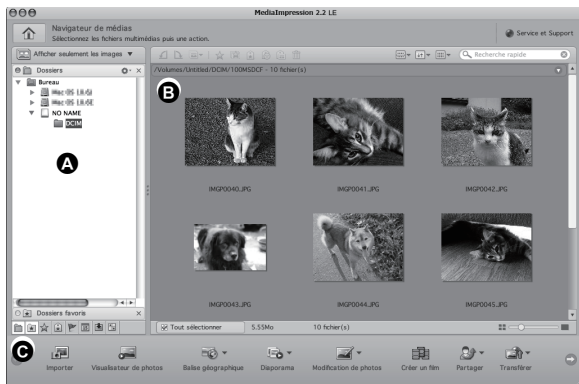 MediaImpression 2.2 LE
Navigateur de médias
Sélectionnez les fichiers multimédias puis une action.
Service et Support
Afficher seulement les images
Recherche rapide
Dossiers
/Volumes/Untitled/DCIM/100MSDCF - 10 fichier(s)
Bureau
NO NAME
DCIM
A
B
IMGP0040.JPG
IMGP0041.JPG
IMGP0042.JPG
IMGP0043.JPG
IMGP0044.JPG
IMGP0045.JPG
Dossiers favoris
Tout sélectionner
5.55Mo
10 fichier(s)
C
Importer
Visualiseur de photos
Balise géographique
Diaporama
Modification de photos
Créer un film
Partager
Transférer